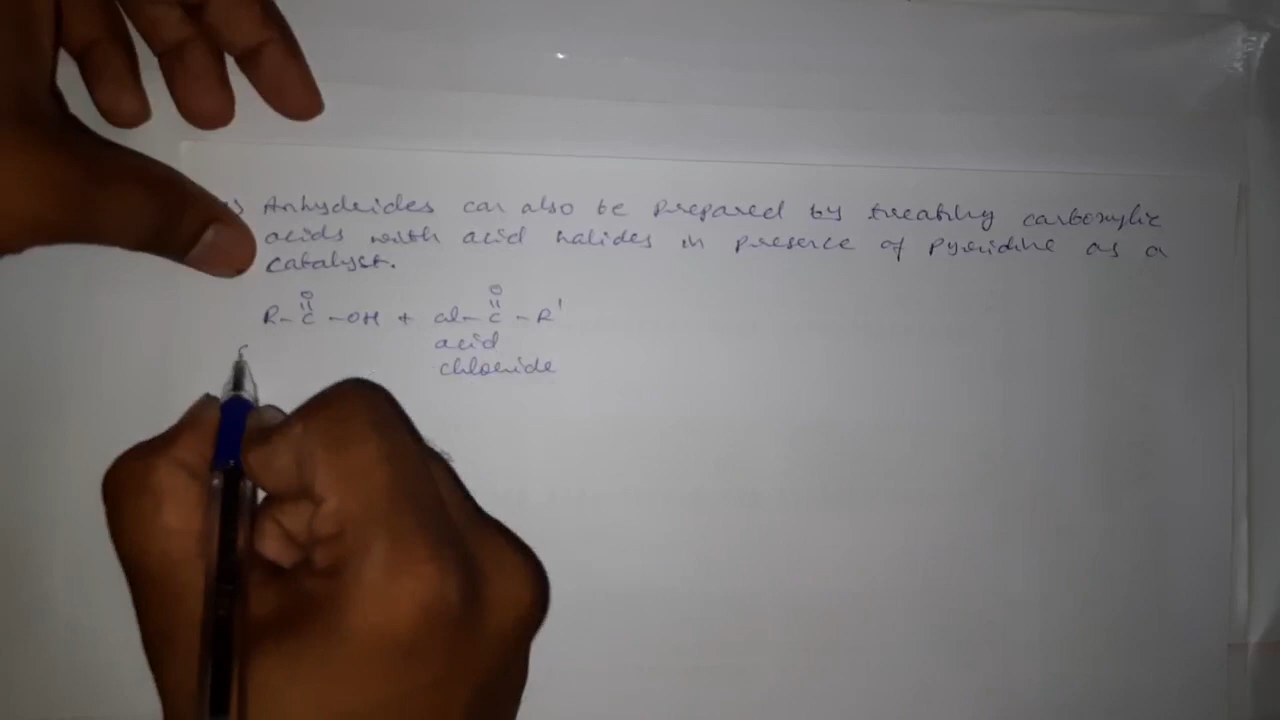 Anhydrides can also be prepared by treating carboxylic
acids with acid halides in presence of pyridine as a
catalyst.
O O
|| ||
R-C-OH + Cl-C-R'
acid
chloride